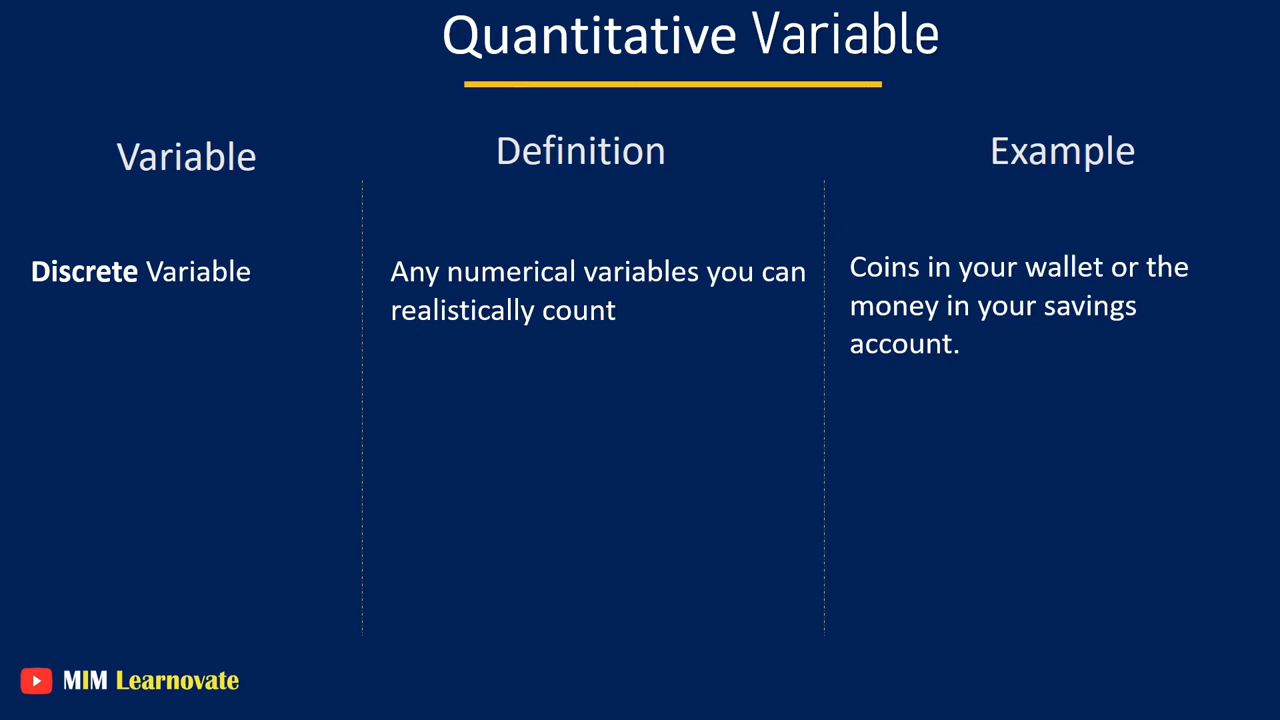 Quantitative Variable
Variable
Definition
Example
Discrete Variable
Any numerical variables you can
realistically count
Coins in your wallet or the
money in your savings
account.
MIM Learnovate